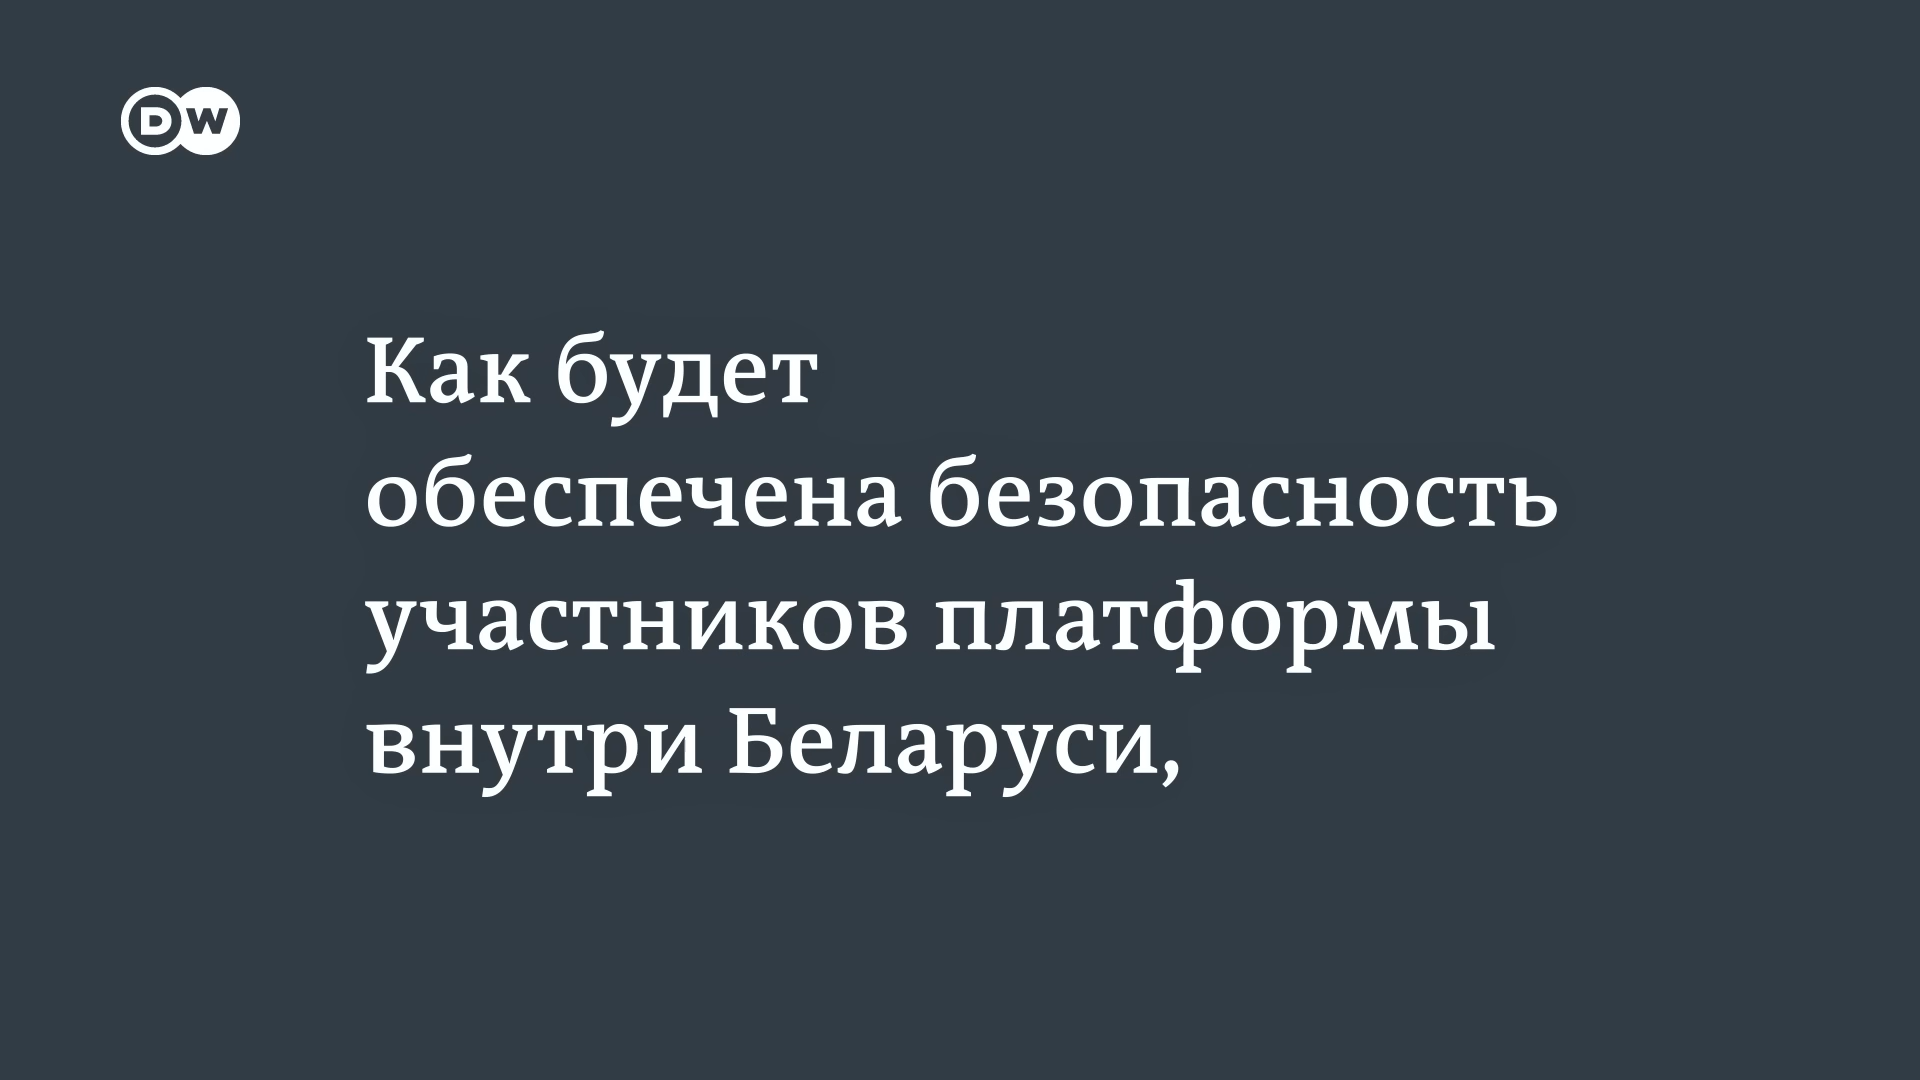 DW
Как будет
обеспечена безопасность
участников платформы
внутри Беларуси,